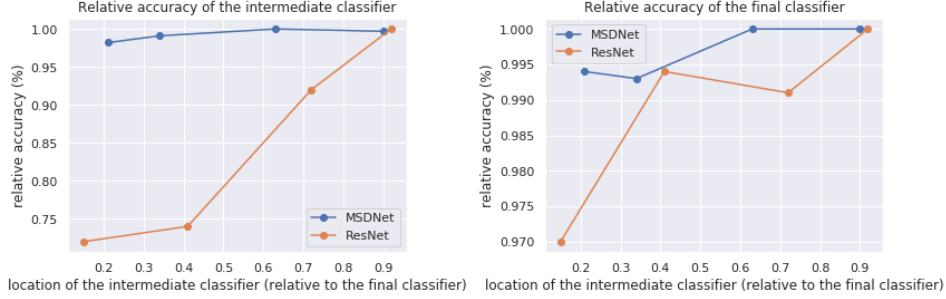 Relative accuracy of the intermediate classifier
relative accuracy (%)
1.00
0.95
0.90
0.85
0.80
0.75
MSDNet
ResNet
0.2 0.3 0.4 0.5 0.6 0.7 0.8 0.9
location of the intermediate classifier (relative to the final classifier)
Relative accuracy of the final classifier
relative accuracy (%)
1.000
0.995
0.990
0.985
0.980
0.975
0.970
MSDNet
ResNet
0.2 0.3 0.4 0.5 0.6 0.7 0.8 0.9
location of the intermediate classifier (relative to the final classifier)